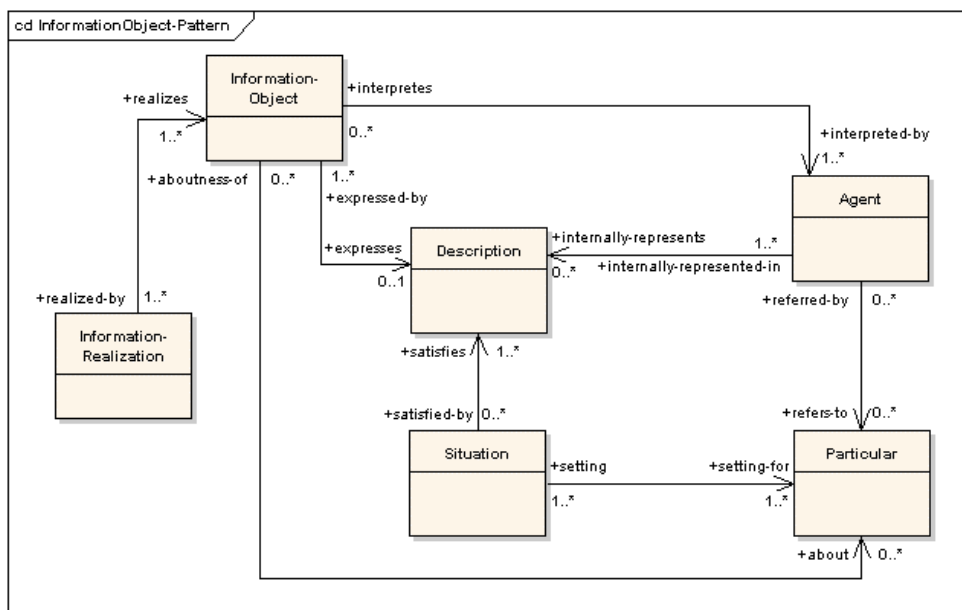 cd InformationObject-Pattern
Information-
Object
+interpretes
+realizes
1..*
0..*
+interpreted-by
1..*
+aboutness-of
0..*
1..*
+expressed-by
Agent
Description
+expresses
0..1
+internally-represents
1..*
0..*
+internally-represented-in
+realized-by
1..*
+referred-by
0..*
Information-
Realization
+satisfies
1..*
+satisfied-by
0..*
+refers-to
0..*
Situation
+setting
1..*
+setting-for
1..*
Particular
+about
0..*